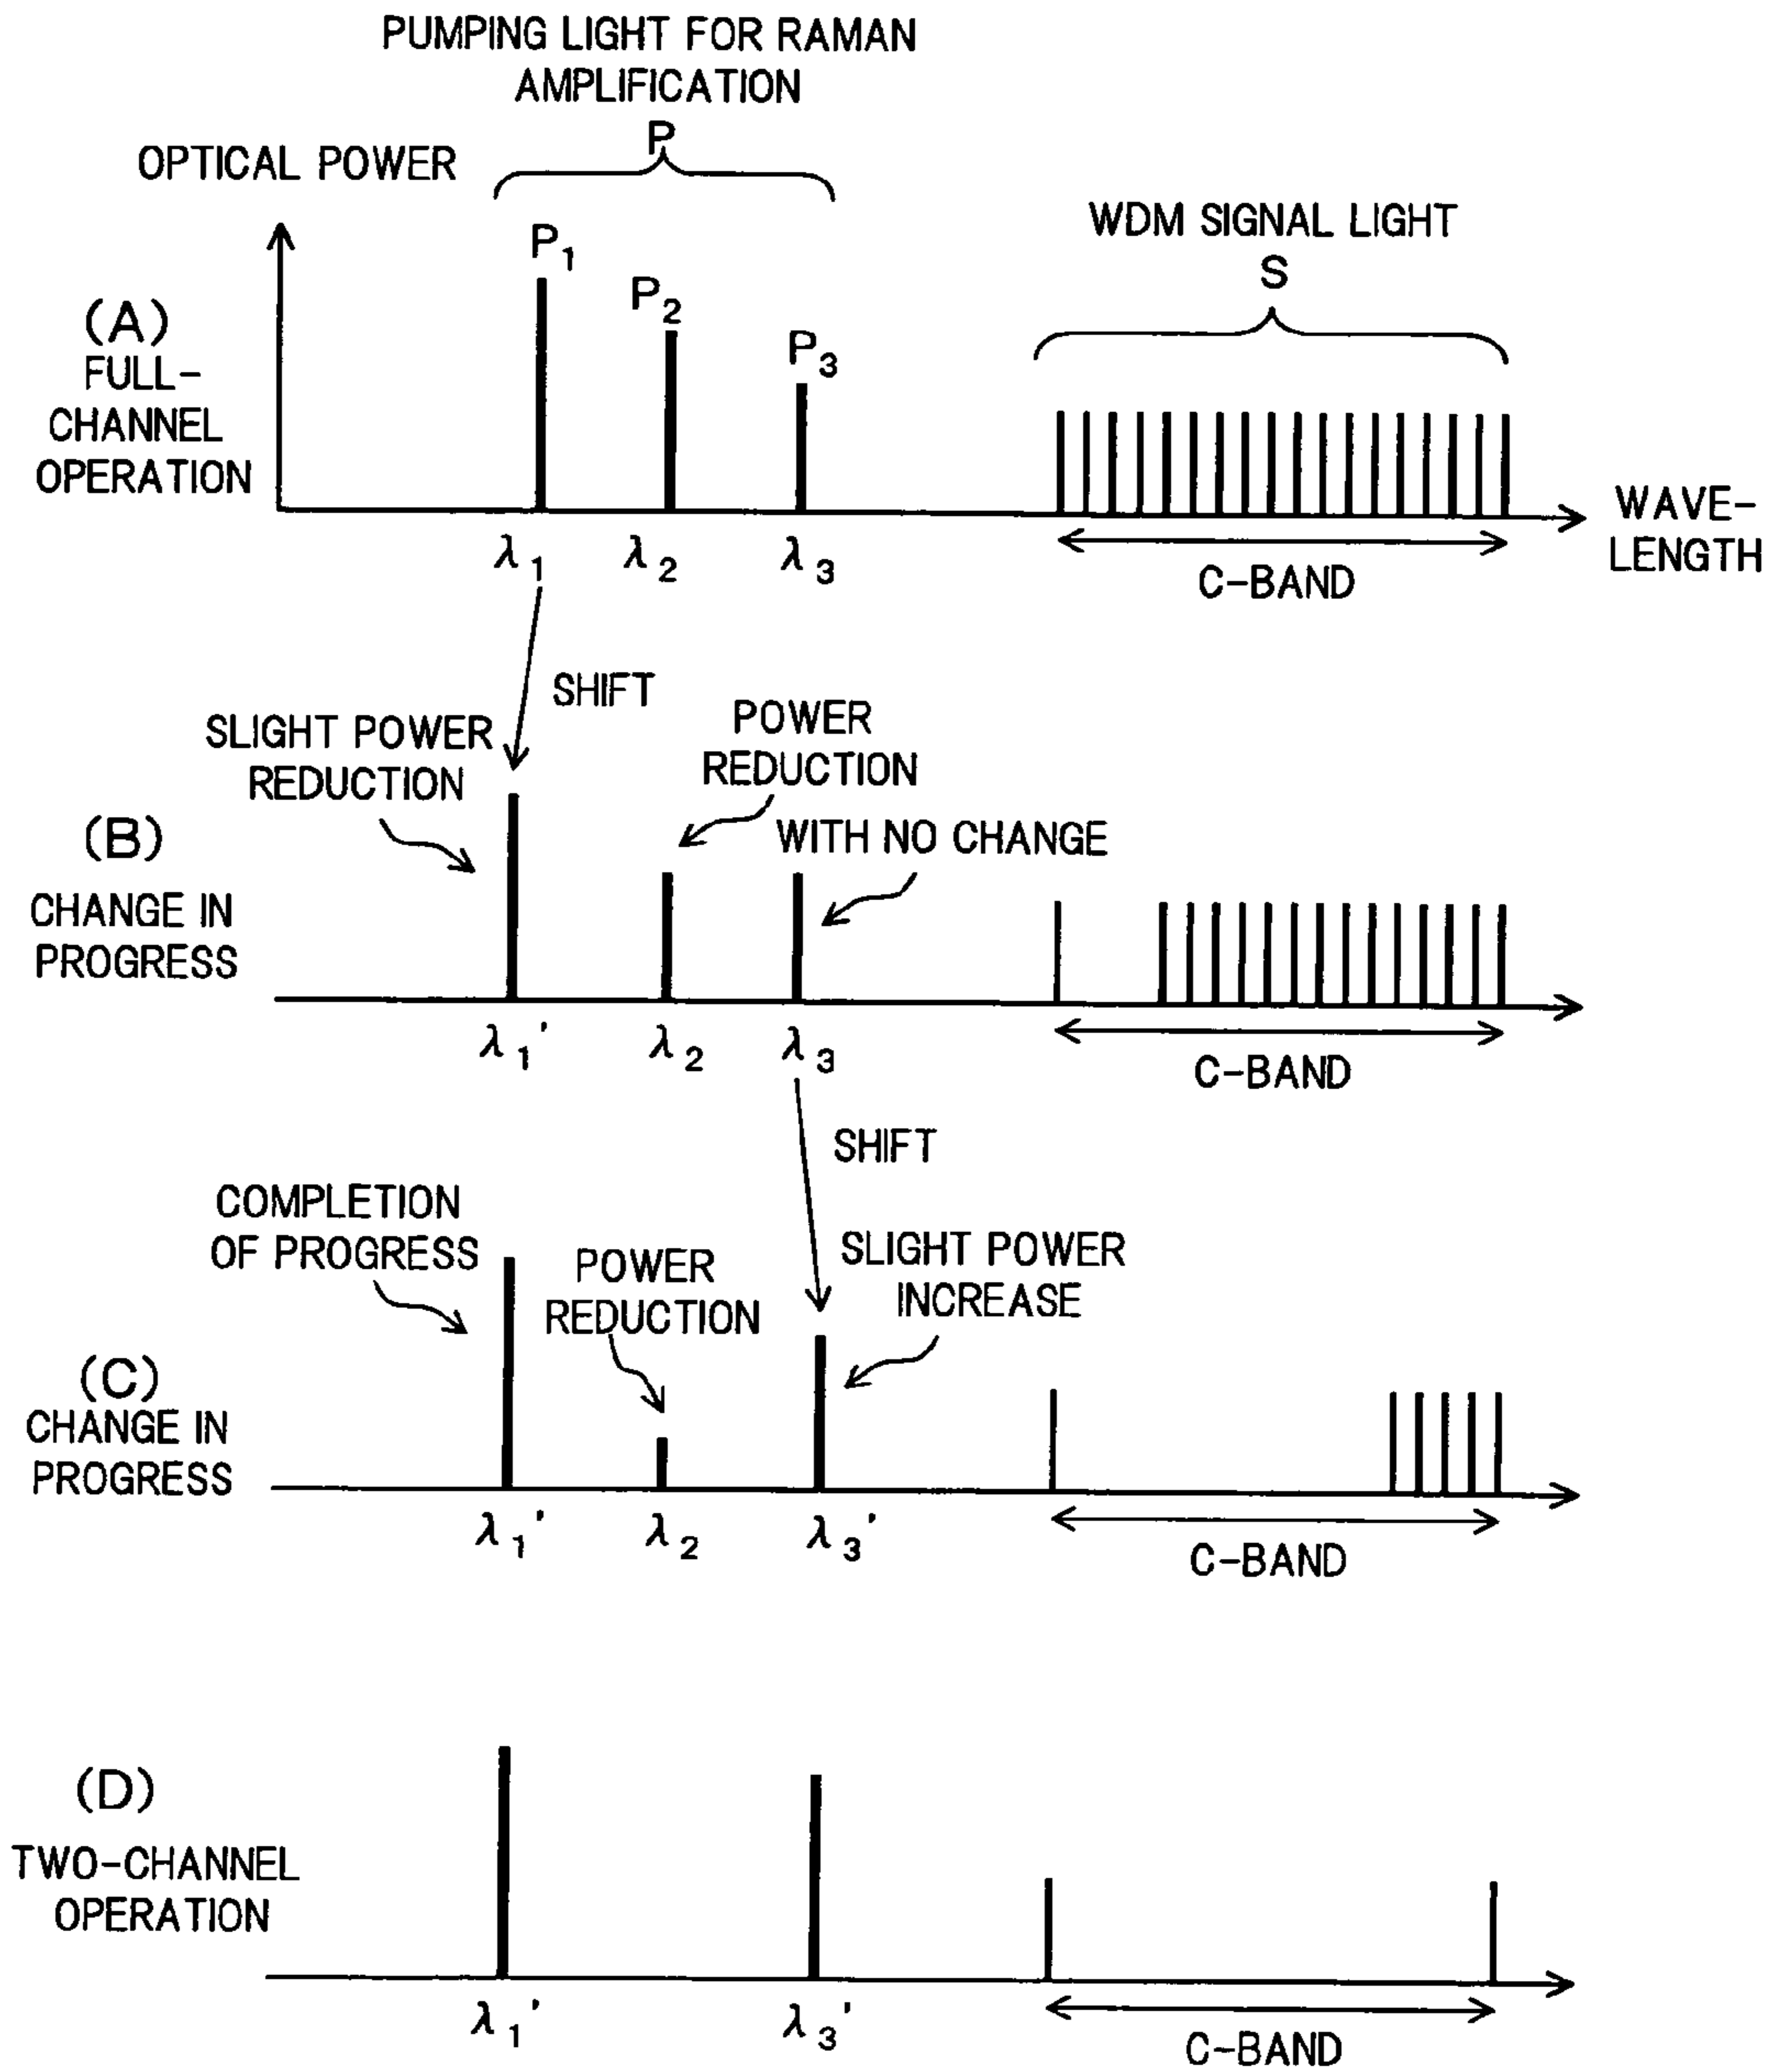 PUMPING LIGHT FOR RAMAN
AMPLIFICATION
P
OPTICAL POWER
WDM SIGNAL LIGHT
S
P1
P2
P3
(A)
FULL-
CHANNEL
OPERATION
WAVE-
LENGTH
λ1 λ2 λ3
C-BAND
SHIFT
SLIGHT POWER
REDUCTION
POWER
REDUCTION
WITH NO CHANGE
(B)
CHANGE IN
PROGRESS
λ1' λ2 λ3
C-BAND
SHIFT
COMPLETION
OF PROGRESS
POWER
REDUCTION
SLIGHT POWER
INCREASE
(C)
CHANGE IN
PROGRESS
λ1' λ2 λ3'
C-BAND
(D)
TWO-CHANNEL
OPERATION
λ1' λ3'
C-BAND